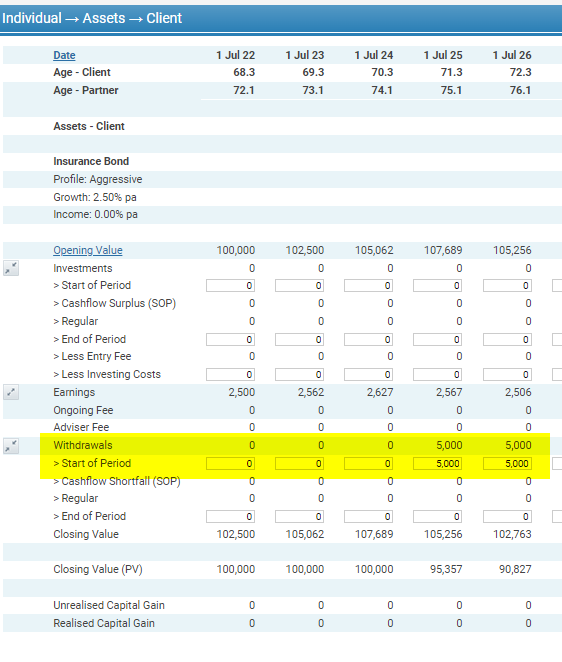 Individual → Assets → Client
Date 1 Jul 22 1 Jul 23 1 Jul 24 1 Jul 25 1 Jul 26
Age - Client 68.3 69.3 70.3 71.3 72.3
Age - Partner 72.1 73.1 74.1 75.1 76.1
Assets - Client
Insurance Bond
Profile: Aggressive
Growth: 2.50% pa
Income: 0.00% pa
Opening Value 100,000 102,500 105,062 107,689 105,256
Investments 0 0 0 0 0
> Start of Period 0 0 0 0 0
> Cashflow Surplus (SOP) 0 0 0 0 0
> Regular 0 0 0 0 0
> End of Period 0 0 0 0 0
> Less Entry Fee 0 0 0 0 0
> Less Investing Costs 0 0 0 0 0
Earnings 2,500 2,562 2,627 2,567 2,506
Ongoing Fee 0 0 0 0 0
Adviser Fee 0 0 0 0 0
Withdrawals 0 0 0 5,000 5,000
> Start of Period 0 0 0 5,000 5,000
> Cashflow Shortfall (SOP) 0 0 0 0 0
> Regular 0 0 0 0 0
> End of Period 0 0 0 0 0
Closing Value 102,500 105,062 107,689 105,256 102,763
Closing Value (PV) 100,000 100,000 100,000 95,357 90,827
Unrealised Capital Gain 0 0 0 0 0
Realised Capital Gain 0 0 0 0 0